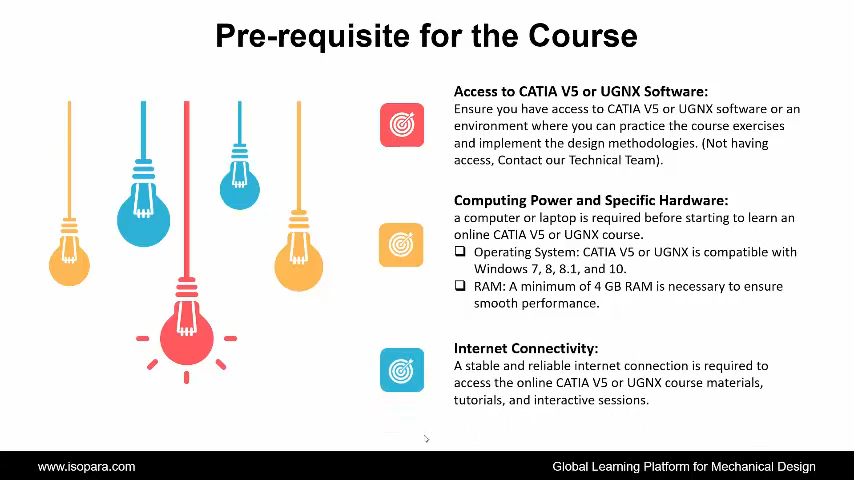 Pre-requisite for the Course
Access to CATIA V5 or UGNX Software:
Ensure you have access to CATIA V5 or UGNX software or an
environment where you can practice the course exercises
and implement the design methodologies. (Not having
access, Contact our Technical Team).
Computing Power and Specific Hardware:
a computer or laptop is required before starting to learn an
online CATIA V5 or UGNX course.
Operating System: CATIA V5 or UGNX is compatible with
Windows 7, 8, 8.1, and 10.
RAM: A minimum of 4 GB RAM is necessary to ensure
smooth performance.
Internet Connectivity:
A stable and reliable internet connection is required to
access the online CATIA V5 or UGNX course materials,
tutorials, and interactive sessions.
www.isopara.com
Global Learning Platform for Mechanical Design